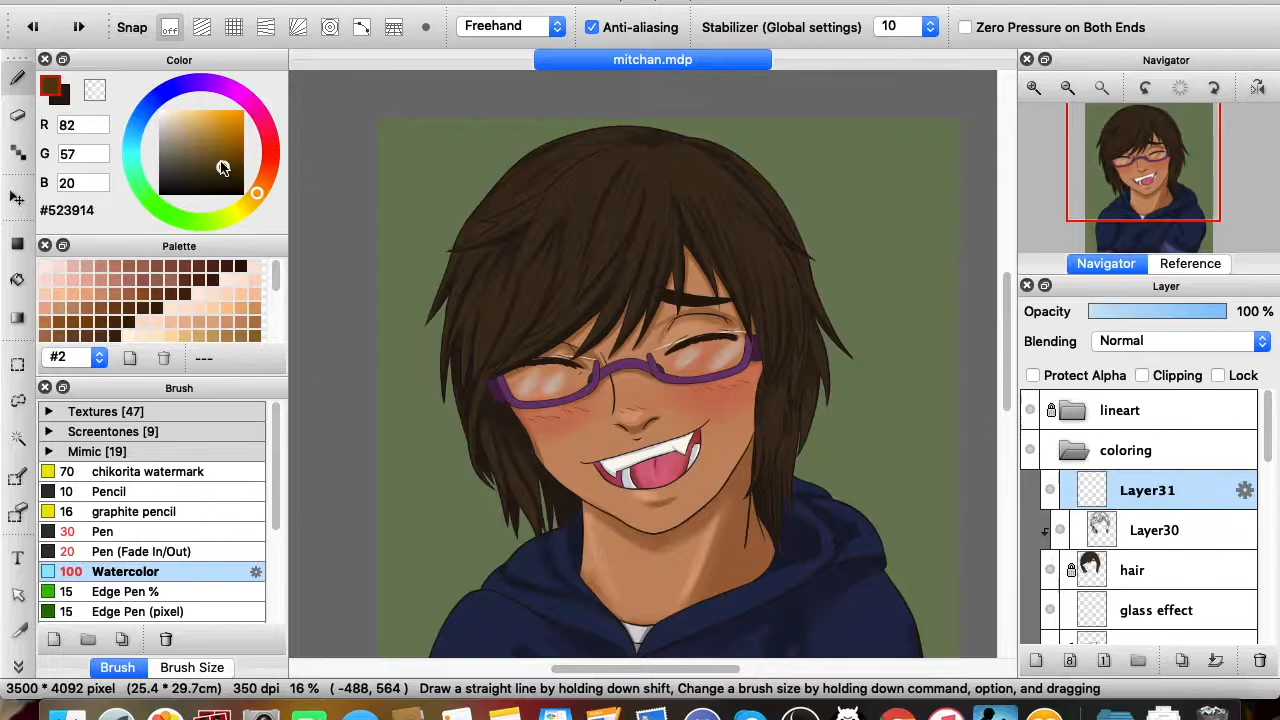 Snap off Freehand Anti-aliasing Stabilizer (Global settings) 10 Zero Pressure on Both Ends
Color
mitchan.mdp
Navigator
R 82
G 57
B 20
#523914
Palette
#2 ---
Brush
Textures [47]
Screentones [9]
Mimic [19]
70 chikorita watermark
10 Pencil
16 graphite pencil
30 Pen
20 Pen (Fade In/Out)
100 Watercolor
15 Edge Pen %
15 Edge Pen (pixel)
Brush Brush Size
Navigator Reference
Layer
Opacity 100 %
Blending Normal
Protect Alpha Clipping Lock
lineart
coloring
Layer31
Layer30
hair
glass effect
3500 * 4092 pixel (25.4 * 29.7cm) 350 dpi 16 % ( -488, 564 ) Draw a straight line by holding down shift, Change a brush size by holding down command, option, and dragging